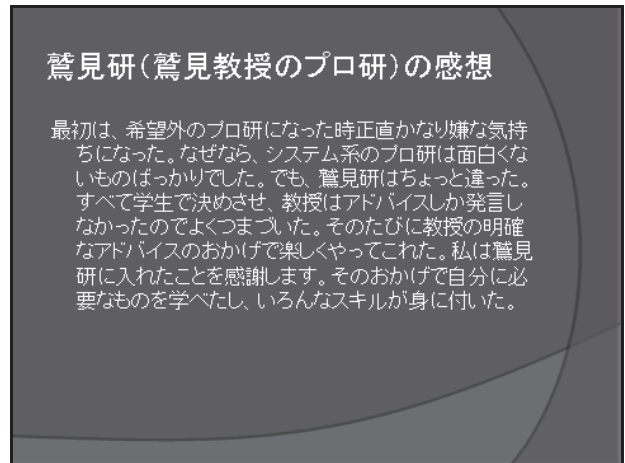 鷲見研(鷲見教授のプロ研)の感想
最初は、希望外のプロ研になった時正直かなり嫌な気持
ちになった。なぜなら、システム系のプロ研は面白くな
いものばっかりでした。でも、鷲見研はちょっと違った。
すべて学生で決めさせ、教授はアドバイスしか発言し
なかったのでよくつまづいた。そのたびに教授の明確
なアドバイスのおかげで楽しくやってこれた。私は鷲見
研に入れたことを感謝します。そのおかげで自分に必
要なものを学べたし、いろんなスキルが身に付いた。